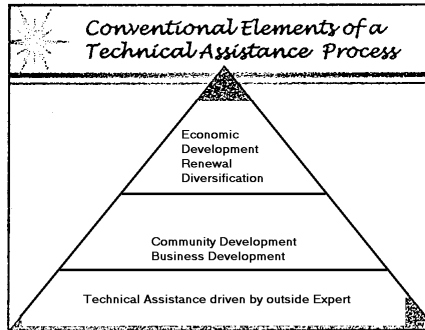 Conventional Elements of a
Technical Assistance Process
Economic
Development
Renewal
Diversification
Community Development
Business Development
Technical Assistance driven by outside Expert